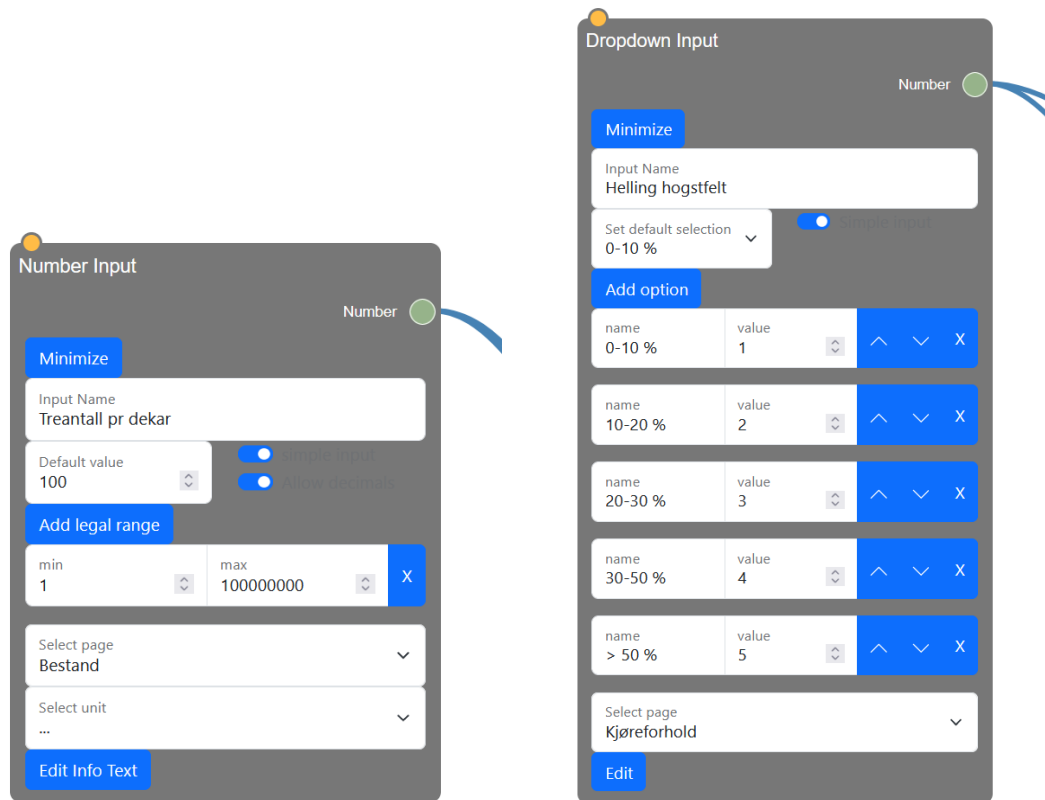 Number Input
Number
Minimize
Input Name
Treantall pr dekar
Default value
100
simple input
Allow decimals
Add legal range
min
1
max
100000000
X
Select page
Bestand
Select unit
...
Edit Info Text
Dropdown Input
Number
Minimize
Input Name
Helling hogstfelt
Set default selection
0-10 %
Simple input
Add option
name
0-10 %
value
1
X
name
10-20 %
value
2
X
name
20-30 %
value
3
X
name
30-50 %
value
4
X
name
> 50 %
value
5
X
Select page
Kjøreforhold
Edit